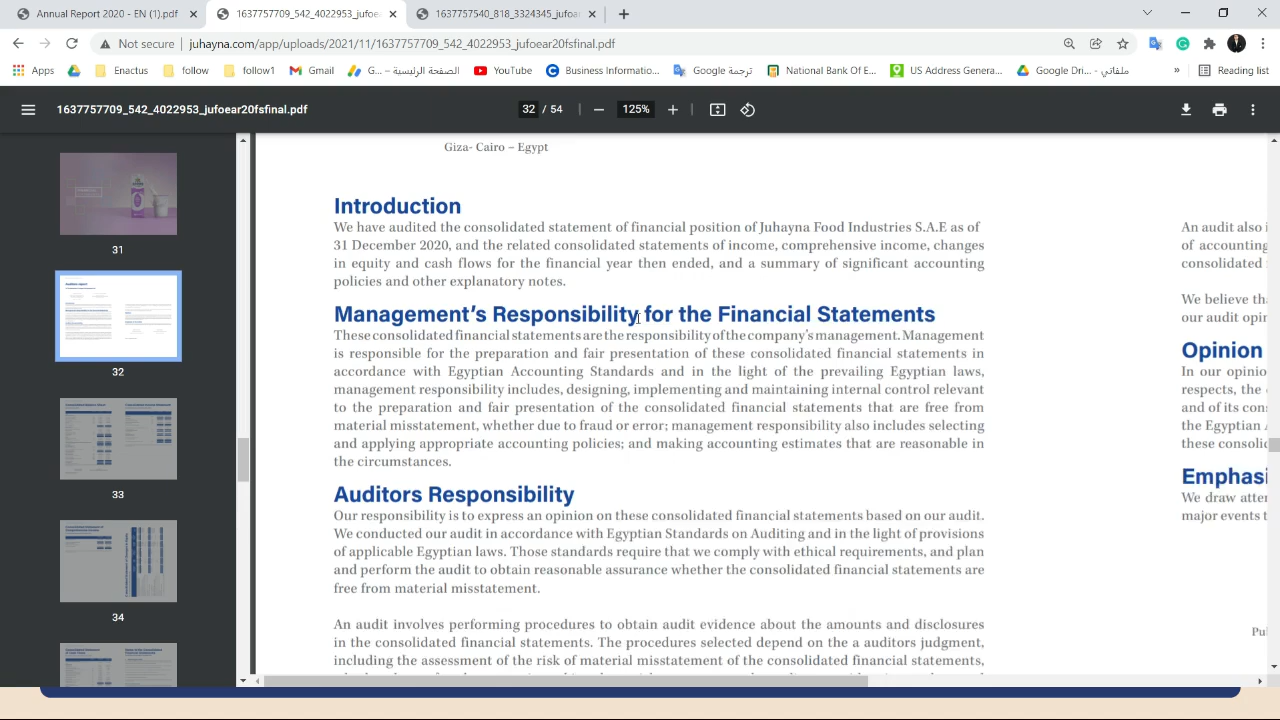 Annual Report 2020 - EN (1).pdf
1637757709_542_4022953_jufoe
1637757540_818_3324345_jufoa
Not secure
juhayna.com/app/uploads/2021/11/1637757709_542_4022953_jufoear20fsfinal.pdf
Apps
Enactus
follow
follow1
Gmail
G... – الصفحة الرئيسية
YouTube
Business Informatio...
ترجمة Google
National Bank Of E...
US Address Genera...
ملفاتي – Google Dri...
»
Reading list
1637757709_542_4022953_jufoear20fsfinal.pdf
32 / 54
125%
31
32
33
34
Giza- Cairo – Egypt
Introduction
We have audited the consolidated statement of financial position of Juhayna Food Industries S.A.E as of
31 December 2020, and the related consolidated statements of income, comprehensive income, changes
in equity and cash flows for the financial year then ended, and a summary of significant accounting
policies and other explanatory notes.
Management's Responsibility for the Financial Statements
These consolidated financial statements are the responsibility of the company's management. Management
is responsible for the preparation and fair presentation of these consolidated financial statements in
accordance with Egyptian Accounting Standards and in the light of the prevailing Egyptian laws,
management responsibility includes, designing, implementing and maintaining internal control relevant
to the preparation and fair presentation of the consolidated financial statements that are free from
material misstatement, whether due to fraud or error; management responsibility also includes selecting
and applying appropriate accounting policies; and making accounting estimates that are reasonable in
the circumstances.
Auditors Responsibility
Our responsibility is to express an opinion on these consolidated financial statements based on our audit.
We conducted our audit in accordance with Egyptian Standards on Auditing and in the light of provisions
of applicable Egyptian laws. Those standards require that we comply with ethical requirements, and plan
and perform the audit to obtain reasonable assurance whether the consolidated financial statements are
free from material misstatement.
An audit involves performing procedures to obtain audit evidence about the amounts and disclosures
in the consolidated financial statements. The procedures selected depend on the a auditors judgment,
including the assessment of the risk of material misstatement of the consolidated financial statements,
An audit also i
of accounting
consolidated
We believe th
our audit opin
Opinion
In our opinio
respects, the
and of its con
the Egyptian
these consolid
Emphasi
We draw atter
major events t
Pu